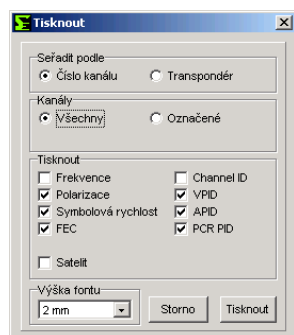 Tisknout
Seřadit podle
Číslo kanálu Transpondér
Kanály
Všechny Označené
Tisknout
Frekvence Channel ID
Polarizace VPID
Symbolová rychlost APID
FEC PCR PID
Satelit
Výška fontu
2 mm Storno Tisknout